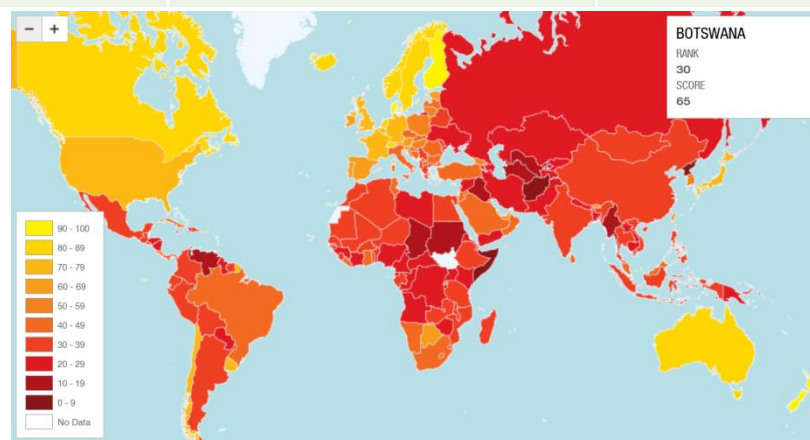 − +
BOTSWANA
RANK
30
SCORE
65
90 - 100
80 - 89
70 - 79
60 - 69
50 - 59
40 - 49
30 - 39
20 - 29
10 - 19
0 - 9
No Data